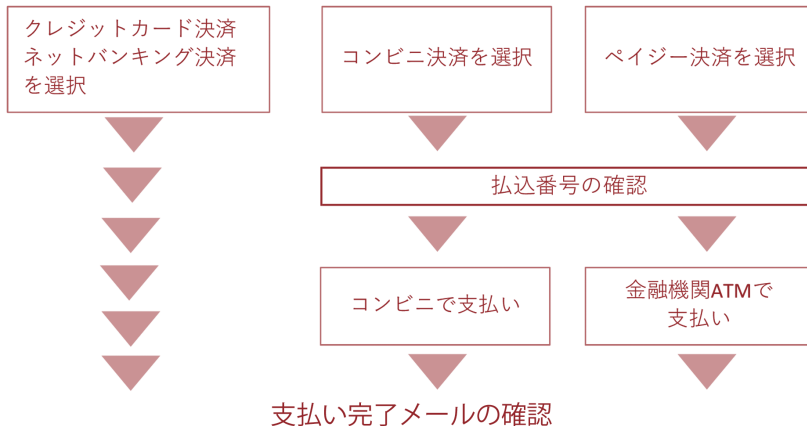 クレジットカード決済
ネットバンキング決済
を選択
コンビニ決済を選択
ペイジー決済を選択
払込番号の確認
コンビニで支払い
金融機関ATMで
支払い
支払い完了メールの確認